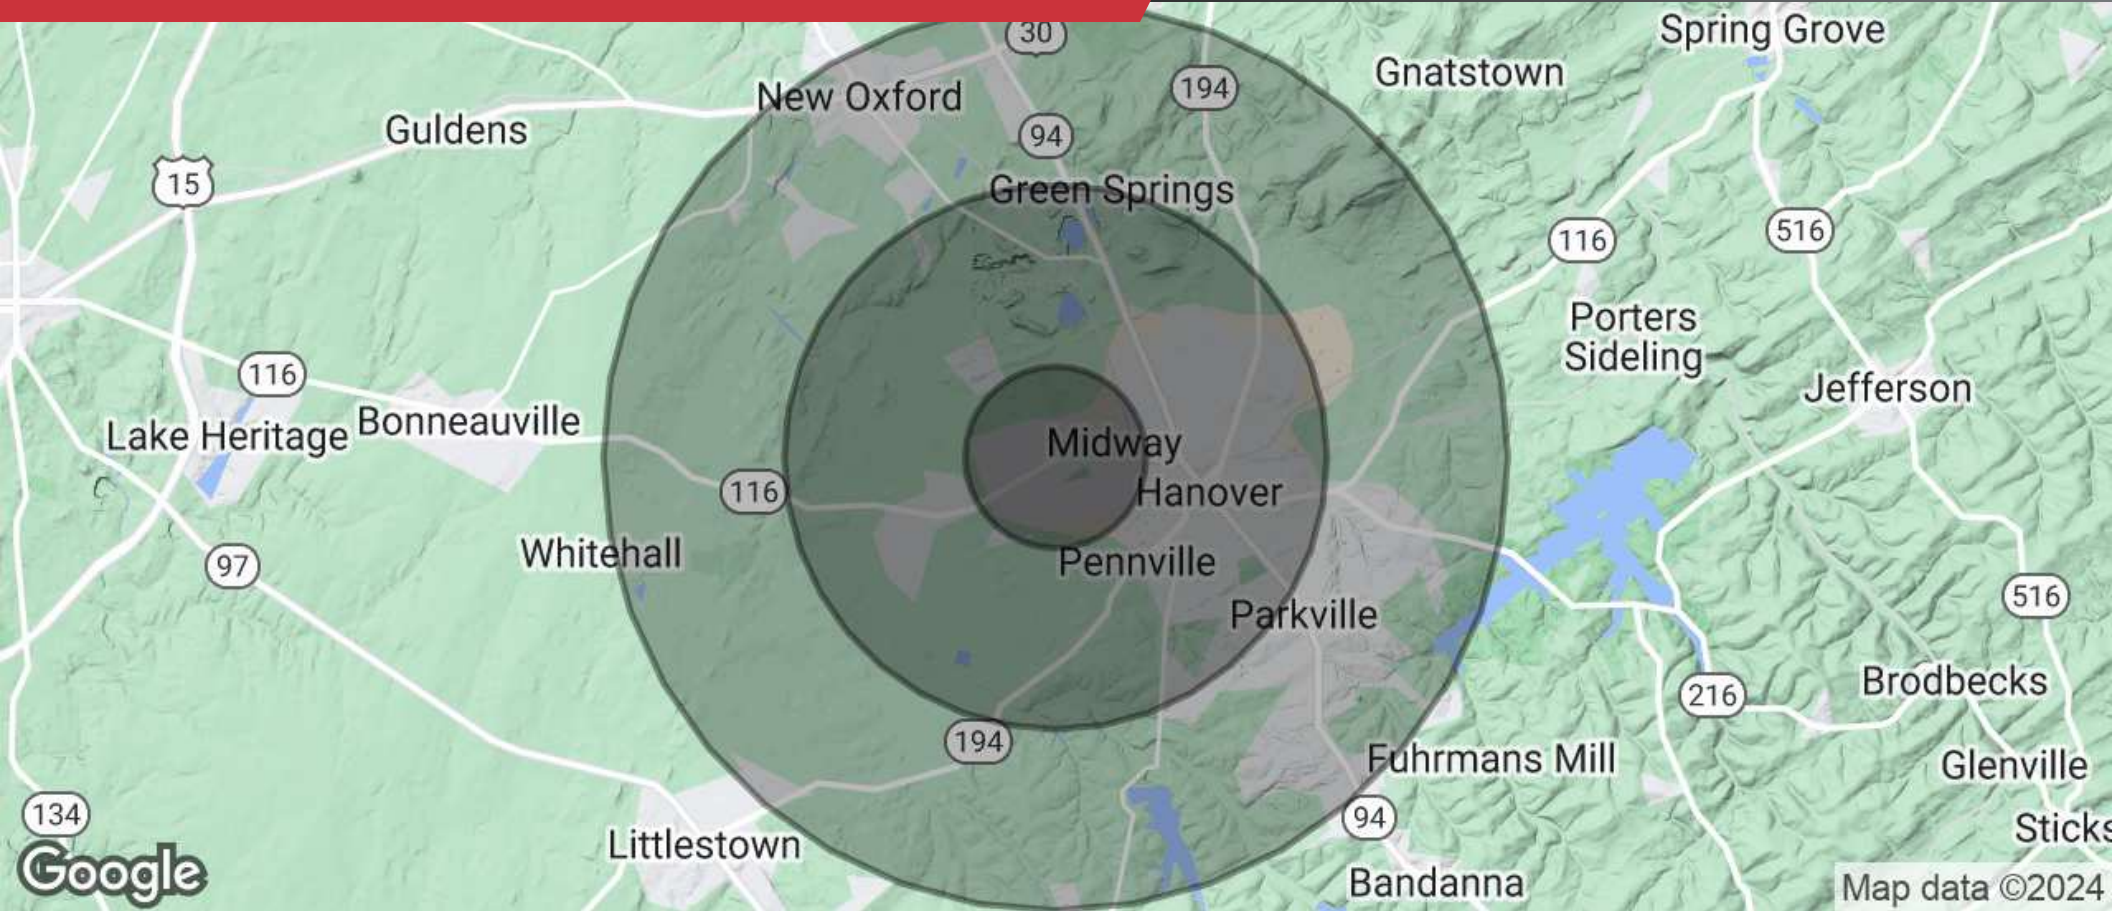 Spring Grove
30
Gnatstown
194
New Oxford
Guldens
94
15
Green Springs
116
516
Porters
Sideling
116
Jefferson
Lake Heritage
Bonneauville
Midway
116
Hanover
Whitehall
97
Pennville
516
Parkville
216
Brodbecks
194
Fuhrmans Mill
Glenville
134
94
Sticks
Littlestown
Google
Bandanna
Map data ©2024